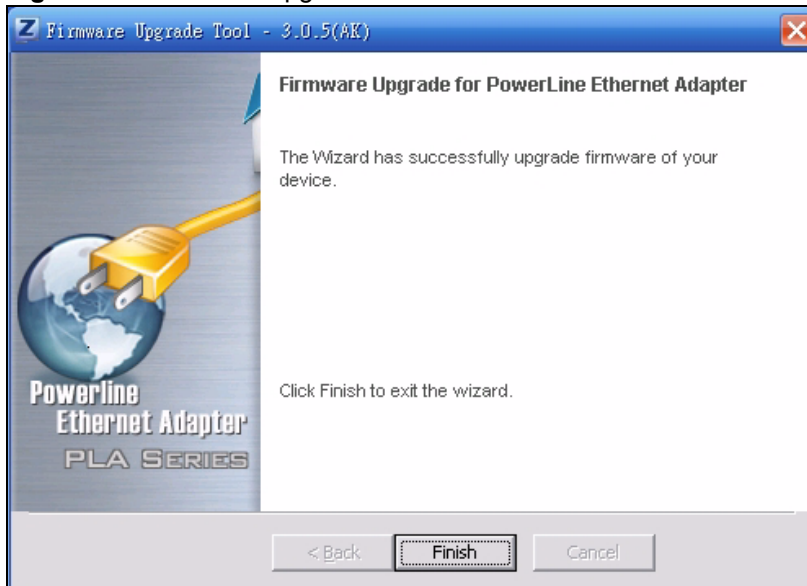 Firmware Upgrade Tool - 3.0.5(AK)
Firmware Upgrade for PowerLine Ethernet Adapter
The Wizard has successfully upgrade firmware of your
device.
Click Finish to exit the wizard.
Powerline
Ethernet Adapter
PLA SERIES
< Back
Finish
Cancel